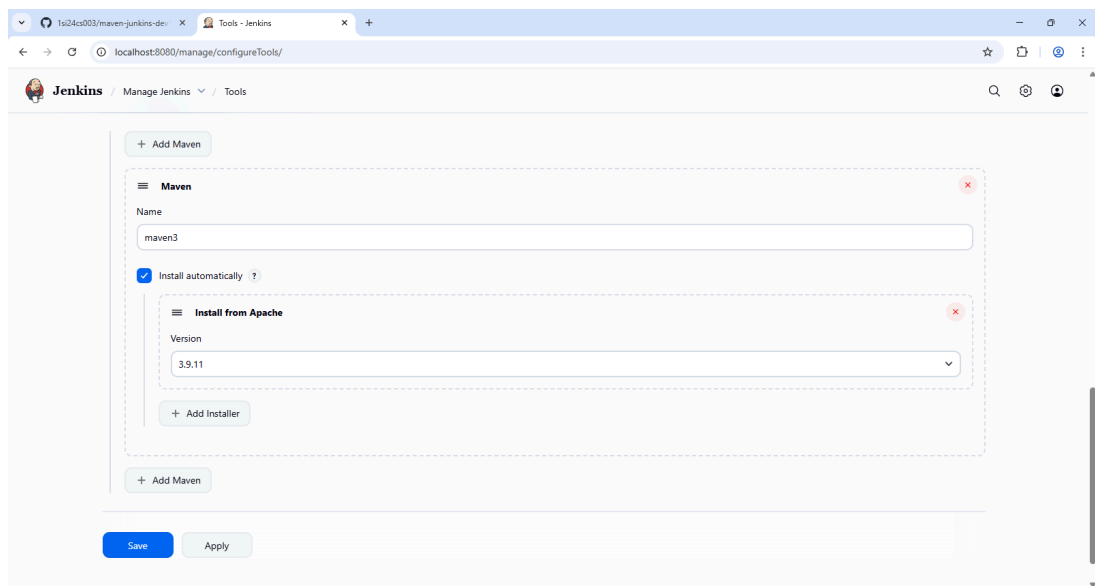 1si24cs003/maven-junkins-dev
Tools - Jenkins
localhost:8080/manage/configureTools/
Jenkins / Manage Jenkins / Tools
+ Add Maven
Maven
Name
maven3
Install automatically ?
Install from Apache
Version
3.9.11
+ Add Installer
+ Add Maven
Save
Apply